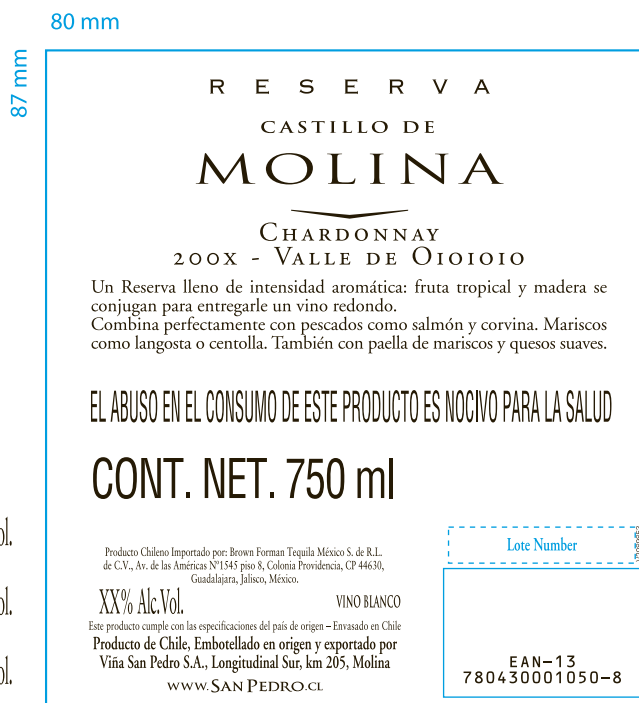 80 mm
87 mm
RESERVA
CASTILLO DE
MOLINA
CHARDONNAY
200X - VALLE DE OIOIOIO
Un Reserva lleno de intensidad aromática: fruta tropical y madera se
conjugan para entregarle un vino redondo.
Combina perfectamente con pescados como salmón y corvina. Mariscos
como langosta o centolla. También con paella de mariscos y quesos suaves.
EL ABUSO EN EL CONSUMO DE ESTE PRODUCTO ES NOCIVO PARA LA SALUD
CONT. NET. 750 ml
Producto Chileno Importado por: Brown Forman Tequila México S. de R.L.
de C.V., Av. de las Américas N°1545 piso 8, Colonia Providencia, CP 44630,
Guadalajara, Jalisco, México.
XX% Alc.Vol.
VINO BLANCO
Este producto cumple con las especificaciones del país de origen – Envasado en Chile
Producto de Chile, Embotellado en origen y exportado por
Viña San Pedro S.A., Longitudinal Sur, km 205, Molina
WWW.SANPEDRO.CL
Lote Number
EAN-13
780430001050-8
ol.
ol.
ol.